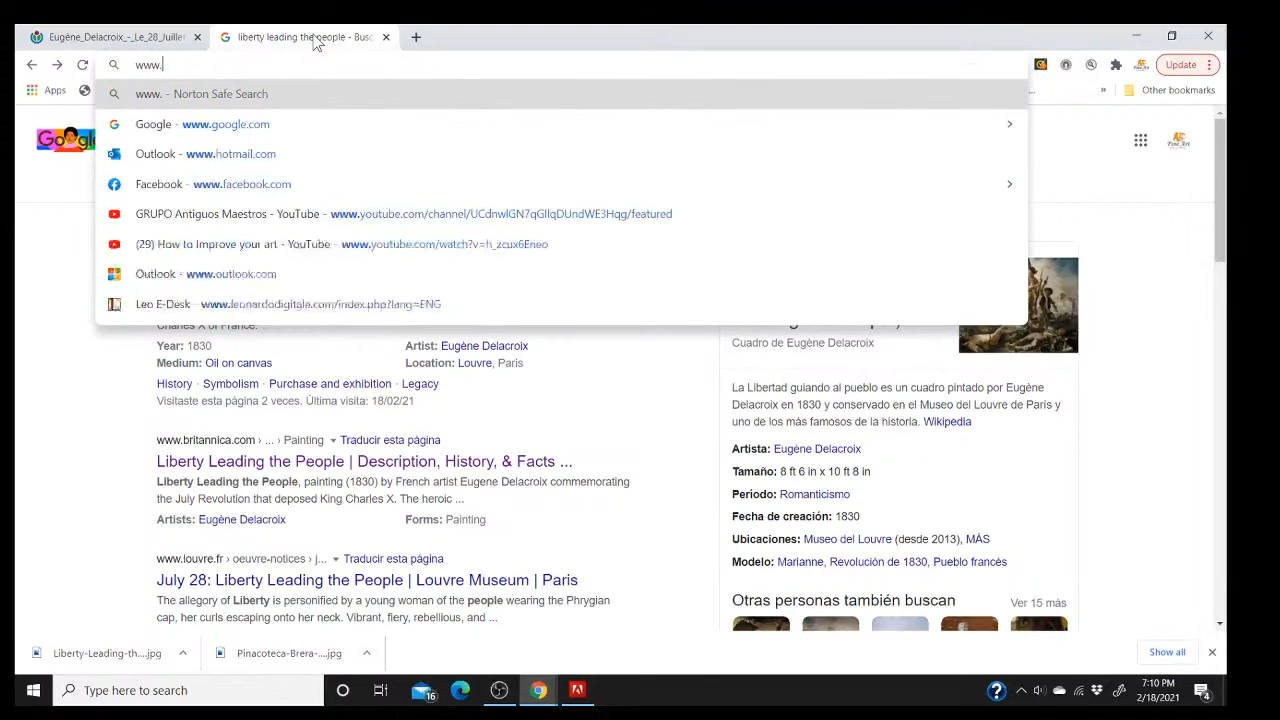 Eugène_Delacroix_-_Le_28_Juillet
liberty leading the people - Busc
www.
Update
Apps
Other bookmarks
www. - Norton Safe Search
Google - www.google.com
Outlook - www.hotmail.com
Facebook - www.facebook.com
GRUPO Antiguos Maestros - YouTube - www.youtube.com/channel/UCdnwlGN7qGllqDUndWE3Hqg/featured
(29) How to Improve your art - YouTube - www.youtube.com/watch?v=h_zcux6Eneo
Outlook - www.outlook.com
Leo E-Desk - www.leonardodigitale.com/index.php?lang=ENG
Charles X of France.
Year: 1830
Artist: Eugène Delacroix
Medium: Oil on canvas
Location: Louvre, Paris
History · Symbolism · Purchase and exhibition · Legacy
Visitaste esta página 2 veces. Última visita: 18/02/21
www.britannica.com › ... › Painting
Traducir esta página
Liberty Leading the People | Description, History, & Facts ...
Liberty Leading the People, painting (1830) by French artist Eugene Delacroix commemorating
the July Revolution that deposed King Charles X. The heroic ...
Artists: Eugène Delacroix
Forms: Painting
www.louvre.fr › oeuvre-notices › j...
Traducir esta página
July 28: Liberty Leading the People | Louvre Museum | Paris
The allegory of Liberty is personified by a young woman of the people wearing the Phrygian
cap, her curls escaping onto her neck. Vibrant, fiery, rebellious, and ...
Cuadro de Eugène Delacroix
La Libertad guiando al pueblo es un cuadro pintado por Eugène
Delacroix en 1830 y conservado en el Museo del Louvre de París y
uno de los más famosos de la historia. Wikipedia
Artista: Eugène Delacroix
Tamaño: 8 ft 6 in x 10 ft 8 in
Período: Romanticismo
Fecha de creación: 1830
Ubicaciones: Museo del Louvre (desde 2013), MÁS
Modelo: Marianne, Revolución de 1830, Pueblo francés
Otras personas también buscan
Ver 15 más
Liberty-Leading-th....jpg
Pinacoteca-Brera-....jpg
Show all
Type here to search
16
7:10 PM
2/18/2021
4